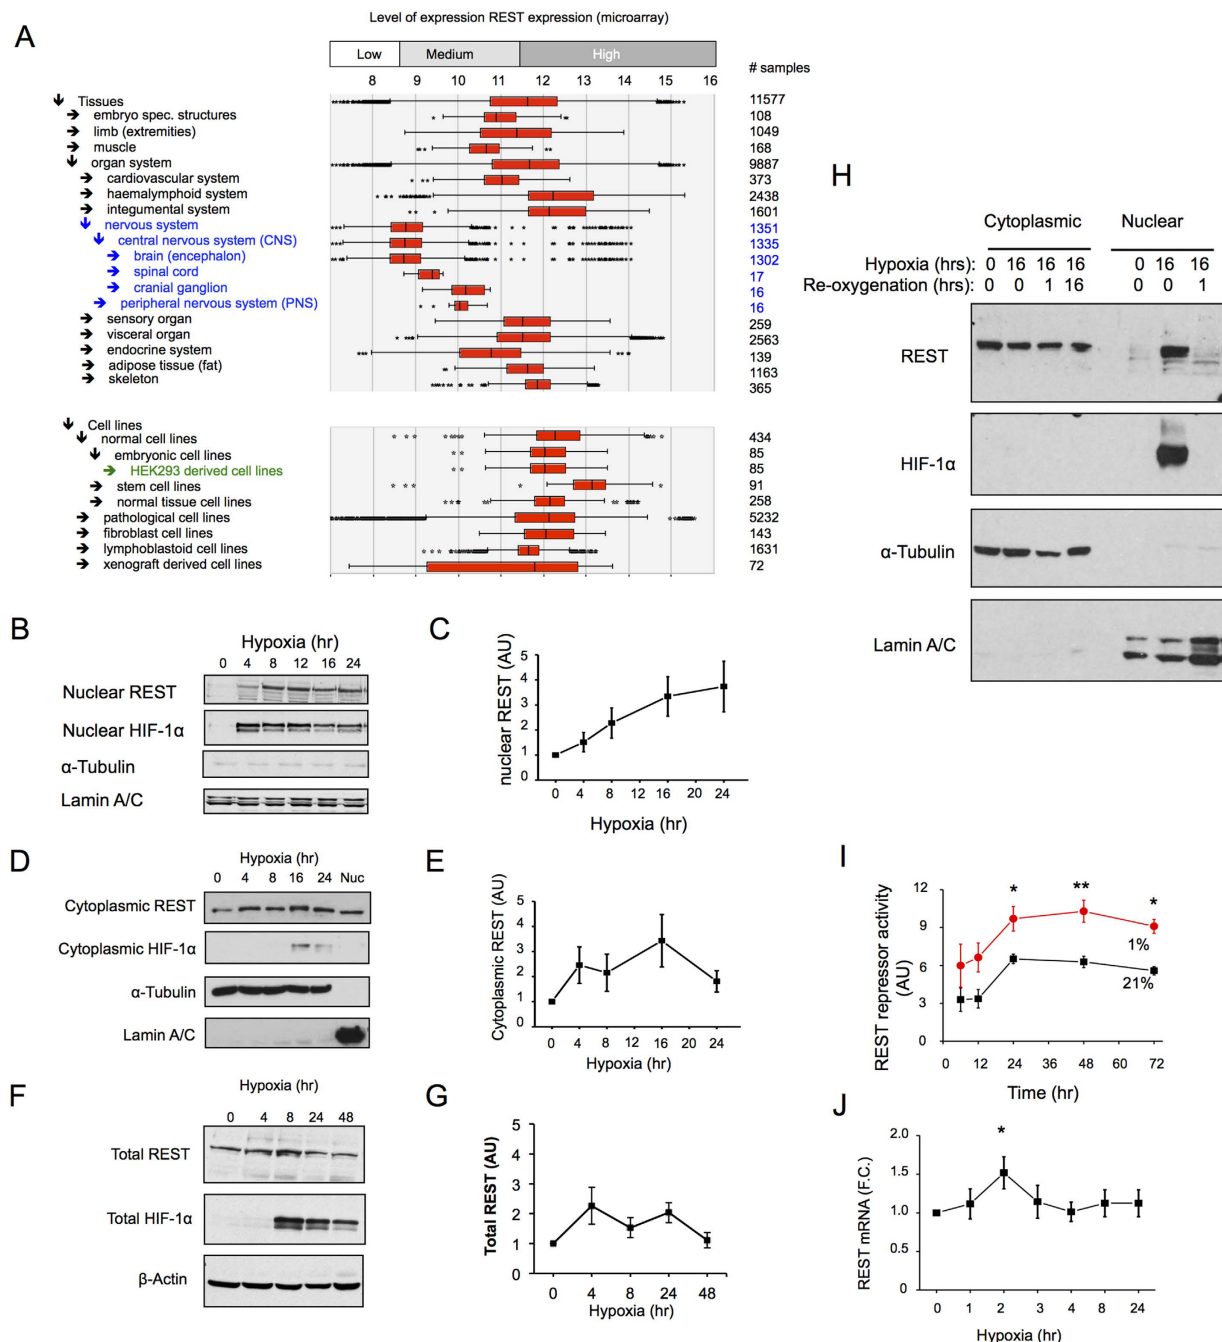 A
Level of expression REST expression (microarray)
Low Medium High
8 9 10 11 12 13 14 15 16
# samples
Tissues 11577
embryo spec. structures 108
limb (extremities) 1049
muscle 168
organ system 9887
cardiovascular system 373
haemalymphoid system 2438
integumental system 1601
nervous system 1351
central nervous system (CNS) 1335
brain (encephalon) 1302
spinal cord 17
cranial ganglion 16
peripheral nervous system (PNS) 16
sensory organ 259
visceral organ 2563
endocrine system 139
adipose tissue (fat) 1163
skeleton 365
Cell lines
normal cell lines 434
embryonic cell lines 85
HEK293 derived cell lines 85
stem cell lines 91
normal tissue cell lines 258
pathological cell lines 5232
fibroblast cell lines 143
lymphoblastoid cell lines 1631
xenograft derived cell lines 72
B
Hypoxia (hr)
0 4 8 12 16 24
Nuclear REST
Nuclear HIF-1α
α-Tubulin
Lamin A/C
C
nuclear REST (AU)
5
4
3
2
1
0
0 4 8 12 16 20 24
Hypoxia (hr)
D
Hypoxia (hr)
0 4 8 16 24 Nuc
Cytoplasmic REST
Cytoplasmic HIF-1α
α-Tubulin
Lamin A/C
E
Cytoplasmic REST (AU)
5
4
3
2
1
0
0 4 8 12 16 20 24
Hypoxia (hr)
F
Hypoxia (hr)
0 4 8 24 48
Total REST
Total HIF-1α
β-Actin
G
Total REST (AU)
5
4
3
2
1
0
0 4 8 24 48
Hypoxia (hr)
H
Cytoplasmic Nuclear
Hypoxia (hrs): 0 16 16 16 0 16 16
Re-oxygenation (hrs): 0 0 1 16 0 0 1
REST
HIF-1α
α-Tubulin
Lamin A/C
I
REST repressor activity
(AU)
12
9
6
3
0
* ** *
1%
21%
0 12 24 36 48 60 72
Time (hr)
J
REST mRNA (F.C.)
2.0
1.5
1.0
0.5
0
*
0 1 2 3 4 8 24
Hypoxia (hr)